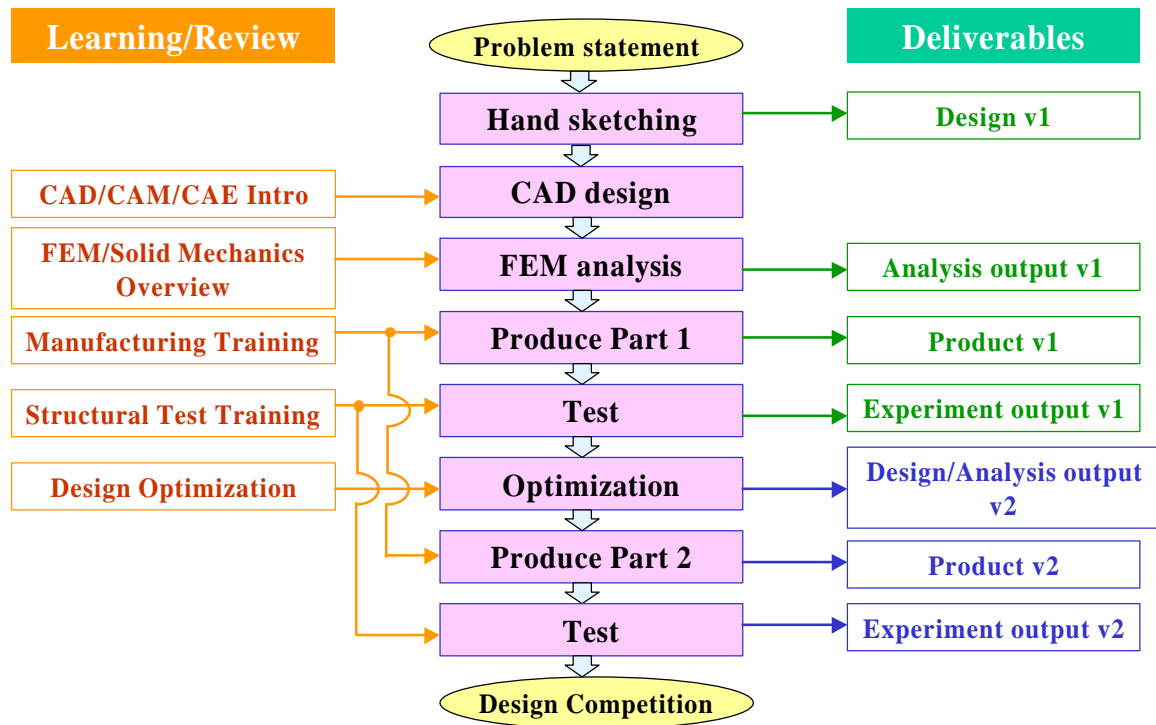 Learning/Review
Problem statement
Deliverables
Hand sketching
Design v1
CAD/CAM/CAE Intro
CAD design
FEM/Solid Mechanics
Overview
FEM analysis
Analysis output v1
Manufacturing Training
Produce Part 1
Product v1
Structural Test Training
Test
Experiment output v1
Design Optimization
Optimization
Design/Analysis output
v2
Produce Part 2
Product v2
Test
Experiment output v2
Design Competition